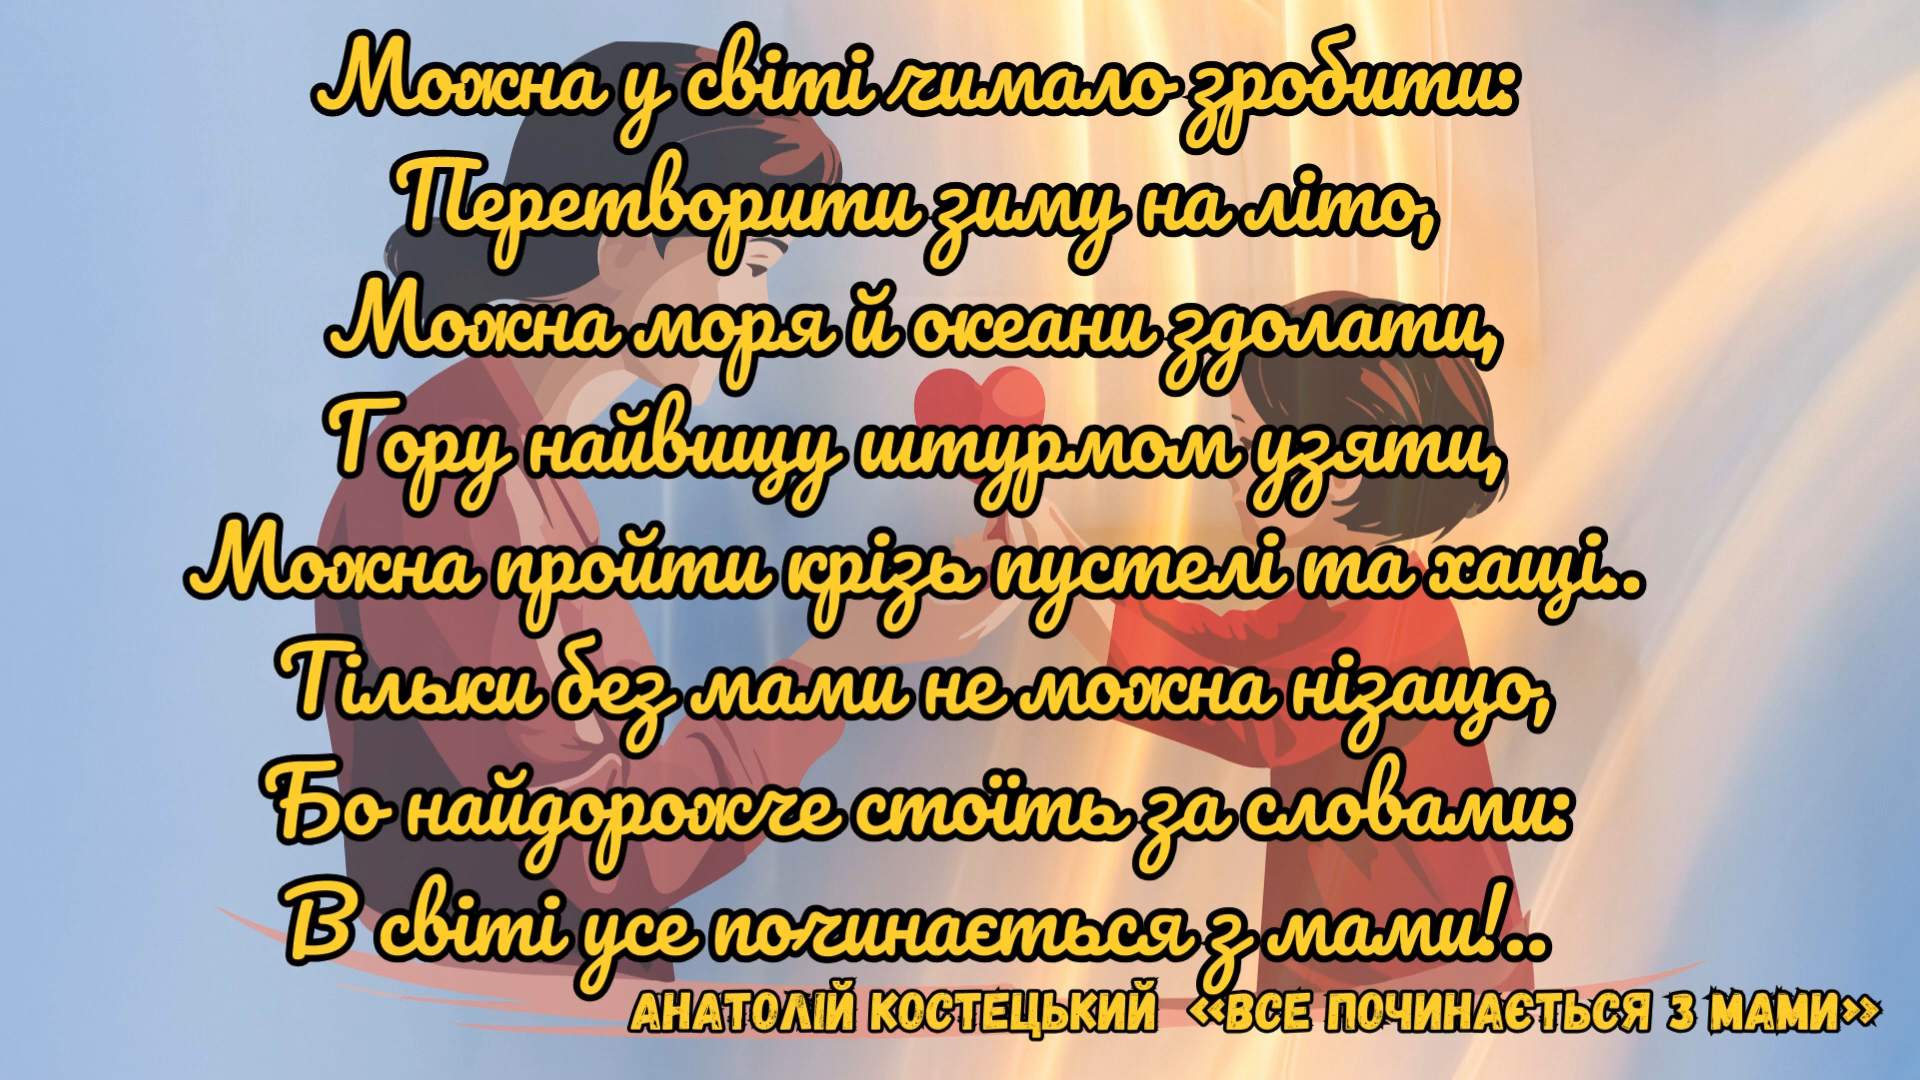 Можна у світі чимало зробити:
Перетворити зиму на літо,
Можна моря й океани здолати,
Гору найвищу штурмом узяти,
Можна пройти крізь пустелі та хащі..
Тільки без мами не можна нізащо,
Бо найдорожче стоїть за словами:
В світі усе починається з мами!..
АНАТОЛІЙ КОСТЕЦЬКИЙ «ВСЕ ПОЧИНАЄТЬСЯ З МАМИ»